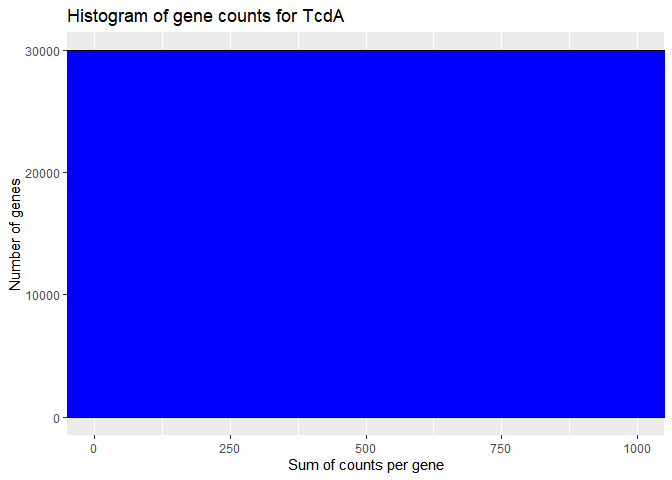 Histogram of gene counts for TcdA
30000
20000
10000
0
Number of genes
0 250 500 750 1000
Sum of counts per gene